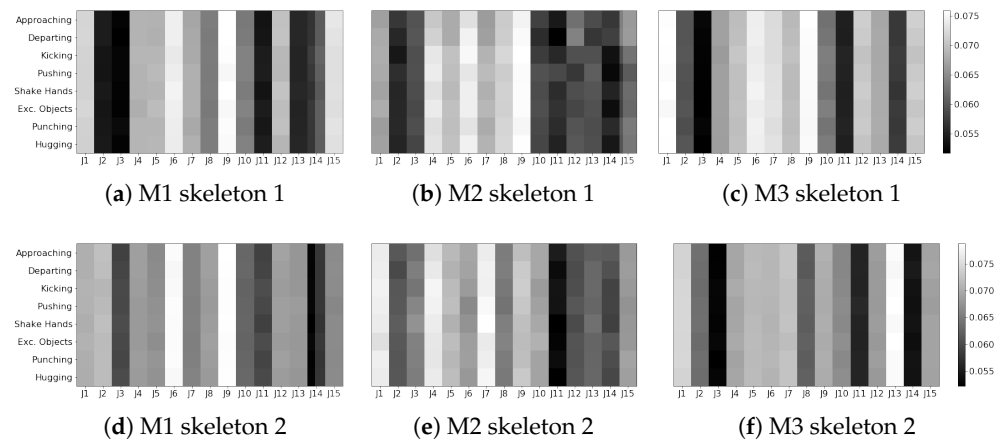 Approaching
Departing
Kicking
Pushing
Shake Hands
Exc. Objects
Punching
Hugging
J1 J2 J3 J4 J5 J6 J7 J8 J9 J10 J11 J12 J13 J14 J15
J1 J2 J3 J4 J5 J6 J7 J8 J9 J10 J11 J12 J13 J14 J15
J1 J2 J3 J4 J5 J6 J7 J8 J9 J10 J11 J12 J13 J14 J15
0.075
0.070
0.065
0.060
0.055
(a) M1 skeleton 1
(b) M2 skeleton 1
(c) M3 skeleton 1
Approaching
Departing
Kicking
Pushing
Shake Hands
Exc. Objects
Punching
Hugging
J1 J2 J3 J4 J5 J6 J7 J8 J9 J10 J11 J12 J13 J14 J15
J1 J2 J3 J4 J5 J6 J7 J8 J9 J10 J11 J12 J13 J14 J15
J1 J2 J3 J4 J5 J6 J7 J8 J9 J10 J11 J12 J13 J14 J15
0.075
0.070
0.065
0.060
0.055
(d) M1 skeleton 2
(e) M2 skeleton 2
(f) M3 skeleton 2